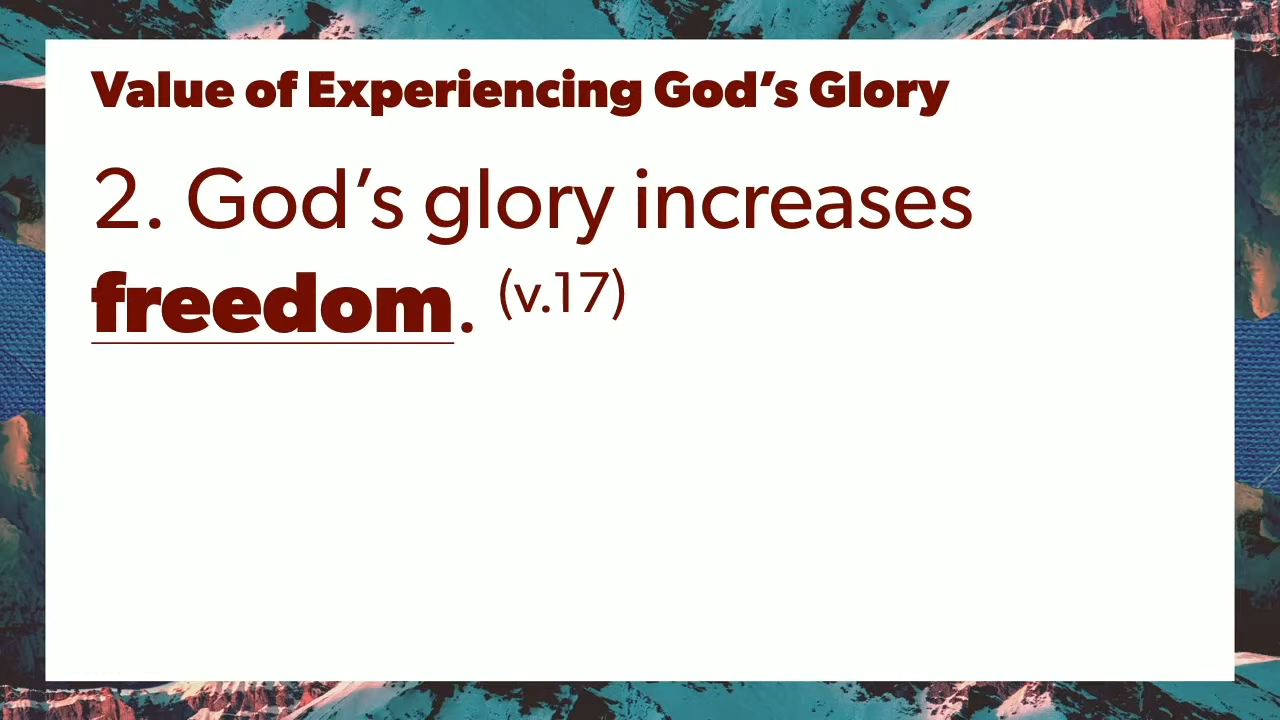 Value of Experiencing God’s Glory
2. God’s glory increases
freedom. (v.17)